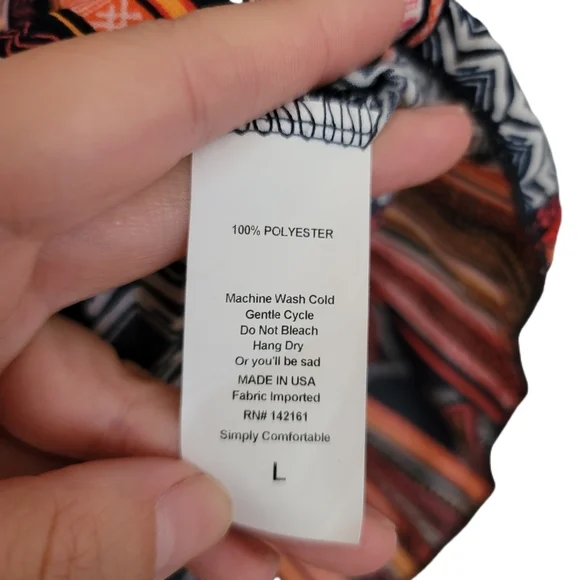 100% POLYESTER
Machine Wash Cold
Gentle Cycle
Do Not Bleach
Hang Dry
Or you'll be sad
MADE IN USA
Fabric Imported
RN# 142161
Simply Comfortable
L